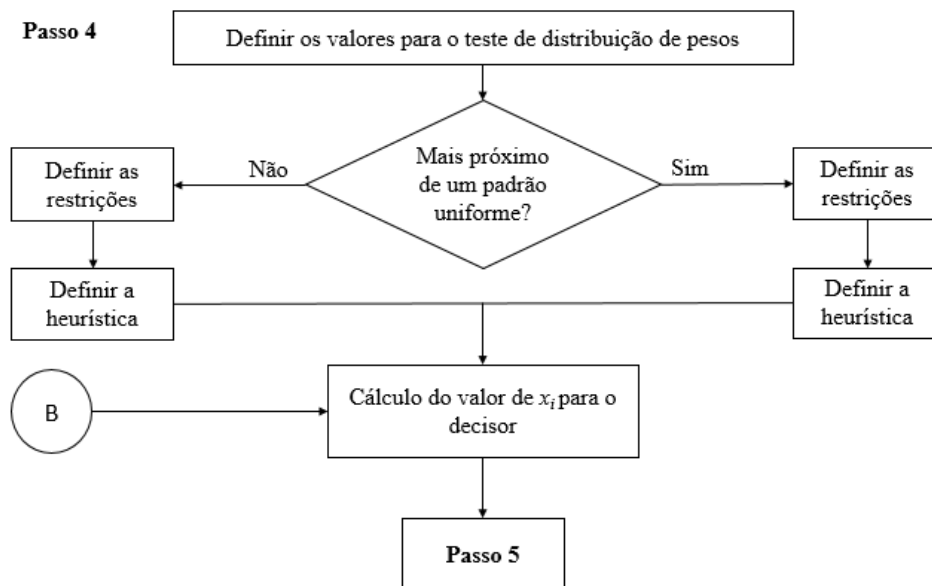 Passo 4
Definir os valores para o teste de distribuição de pesos
Mais próximo
de um padrão
uniforme?
Não
Sim
Definir as
restrições
Definir as
restrições
Definir a
heurística
Definir a
heurística
B
Cálculo do valor de xᵢ para o
decisor
Passo 5